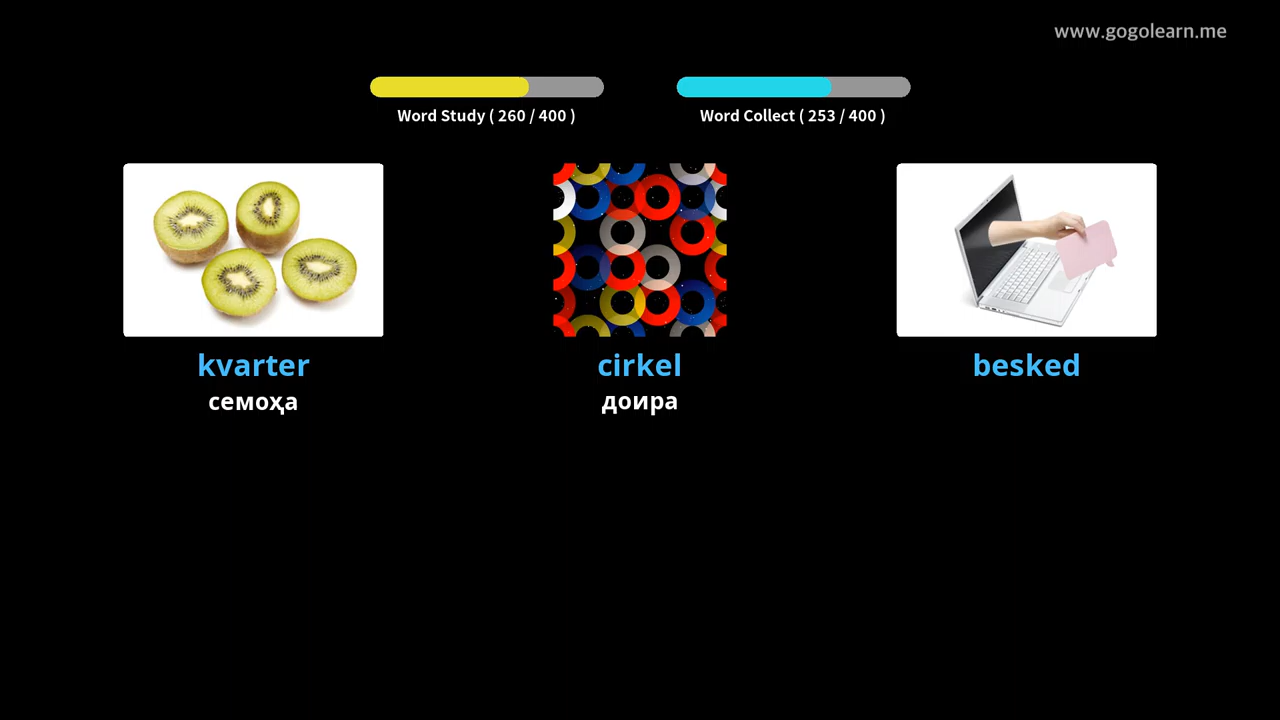 www.gogolearn.me
Word Study ( 260 / 400 )
Word Collect ( 253 / 400 )
kvarter
семоҳа
cirkel
доира
besked